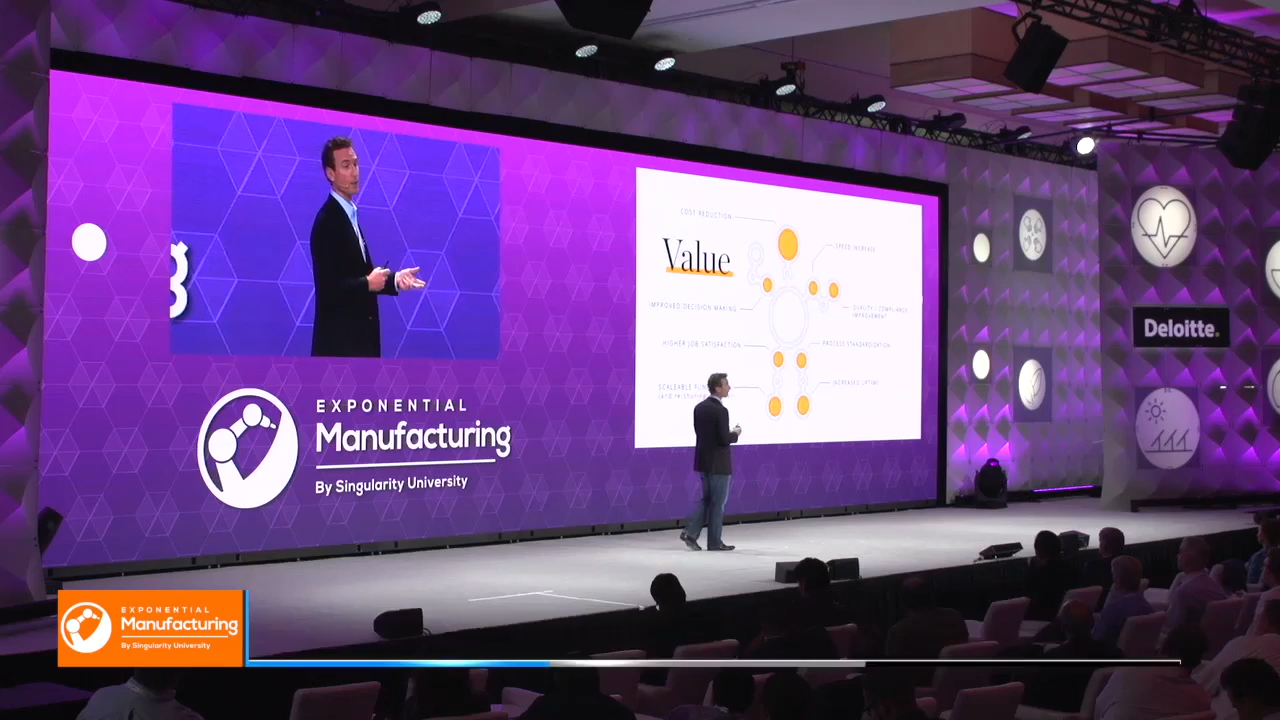 g
COST REDUCTION
Value
SPEED INCREASE
IMPROVED DECISION MAKING
QUALITY / COMPLIANCE
IMPROVEMENT
HIGHER JOB SATISFACTION
PROCESS STANDARDIZATION
INCREASED UPTIME
SCALEABLE
EXPONENTIAL
Manufacturing
By Singularity University
Deloitte.
EXPONENTIAL
Manufacturing
By Singularity University